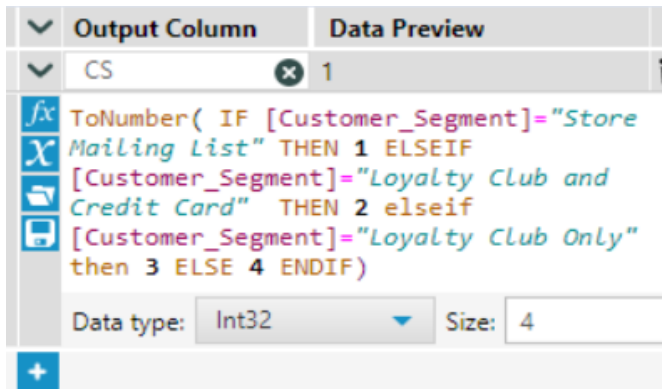 Output Column Data Preview
CS 1
fx ToNumber( IF [Customer_Segment]="Store
X Mailing List" THEN 1 ELSEIF
[Customer_Segment]="Loyalty Club and
Credit Card"  THEN 2 elseif
[Customer_Segment]="Loyalty Club Only"
then 3 ELSE 4 ENDIF)
Data type: Int32 Size: 4